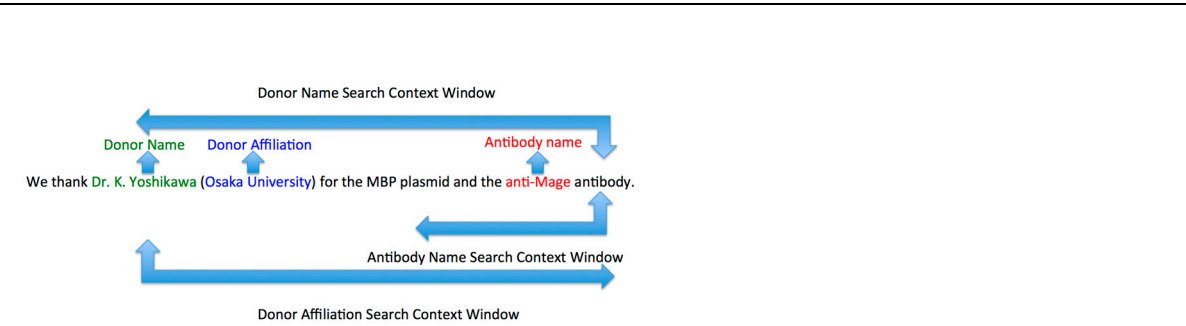 Donor Name Search Context Window
Donor Name Donor Affiliation Antibody name
We thank Dr. K. Yoshikawa (Osaka University) for the MBP plasmid and the anti-Mage antibody.
Antibody Name Search Context Window
Donor Affiliation Search Context Window